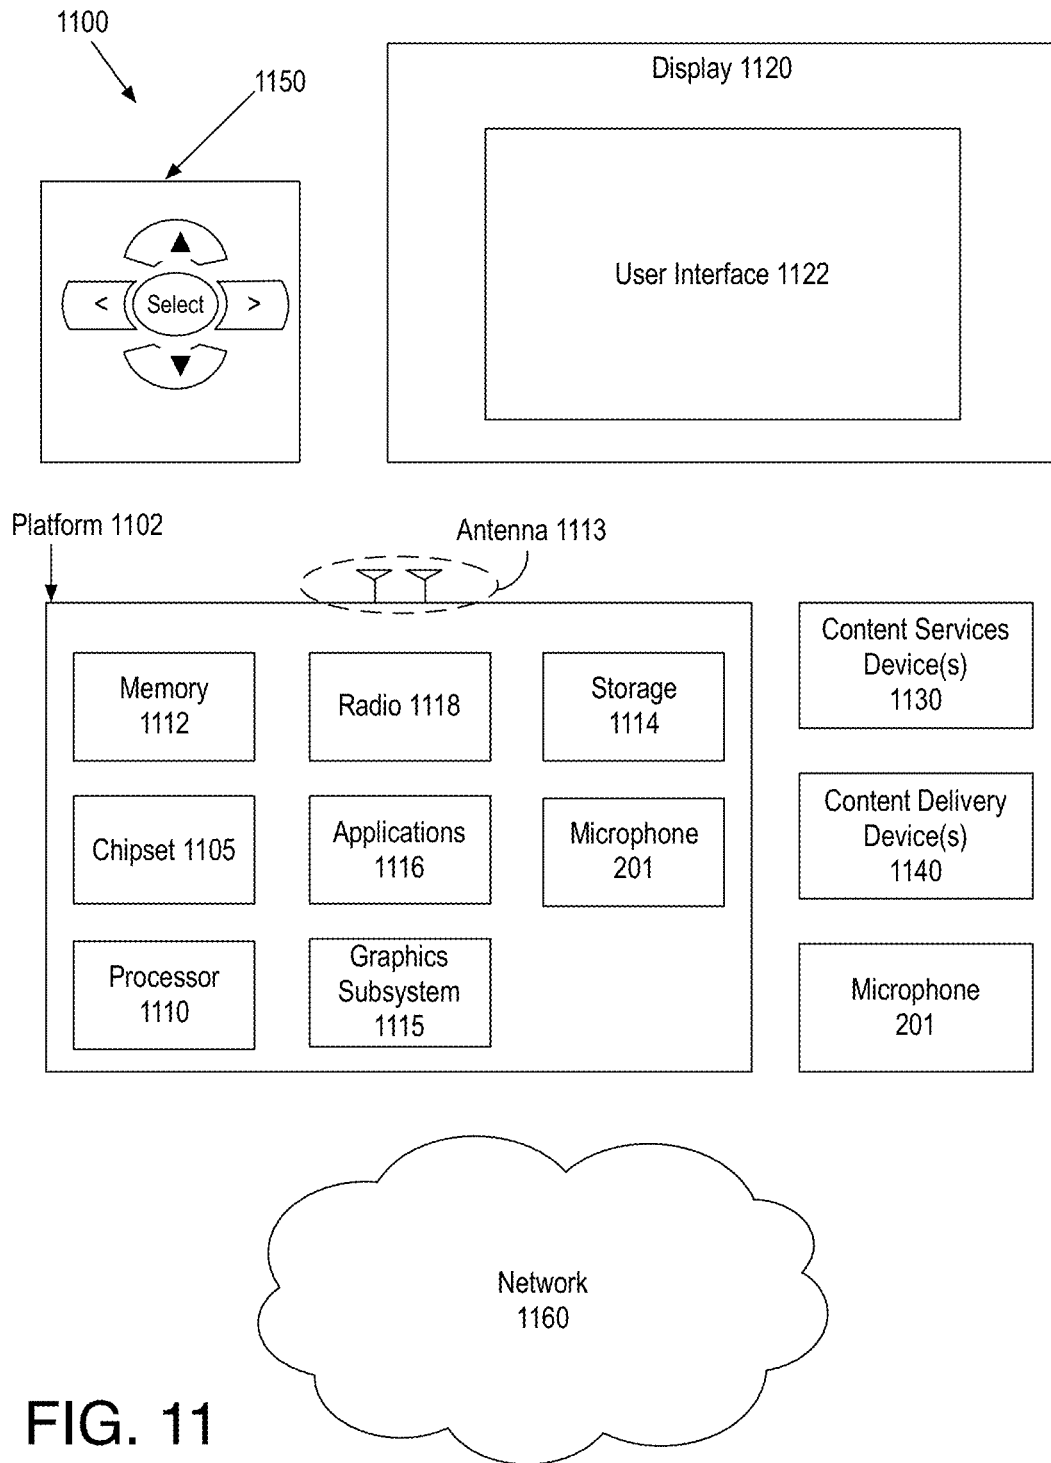 1100
1150
Display 1120
User Interface 1122
< Select >
Platform 1102
Antenna 1113
Memory
1112
Radio 1118
Storage
1114
Chipset 1105
Applications
1116
Microphone
201
Processor
1110
Graphics
Subsystem
1115
Content Services
Device(s)
1130
Content Delivery
Device(s)
1140
Microphone
201
Network
1160
FIG. 11